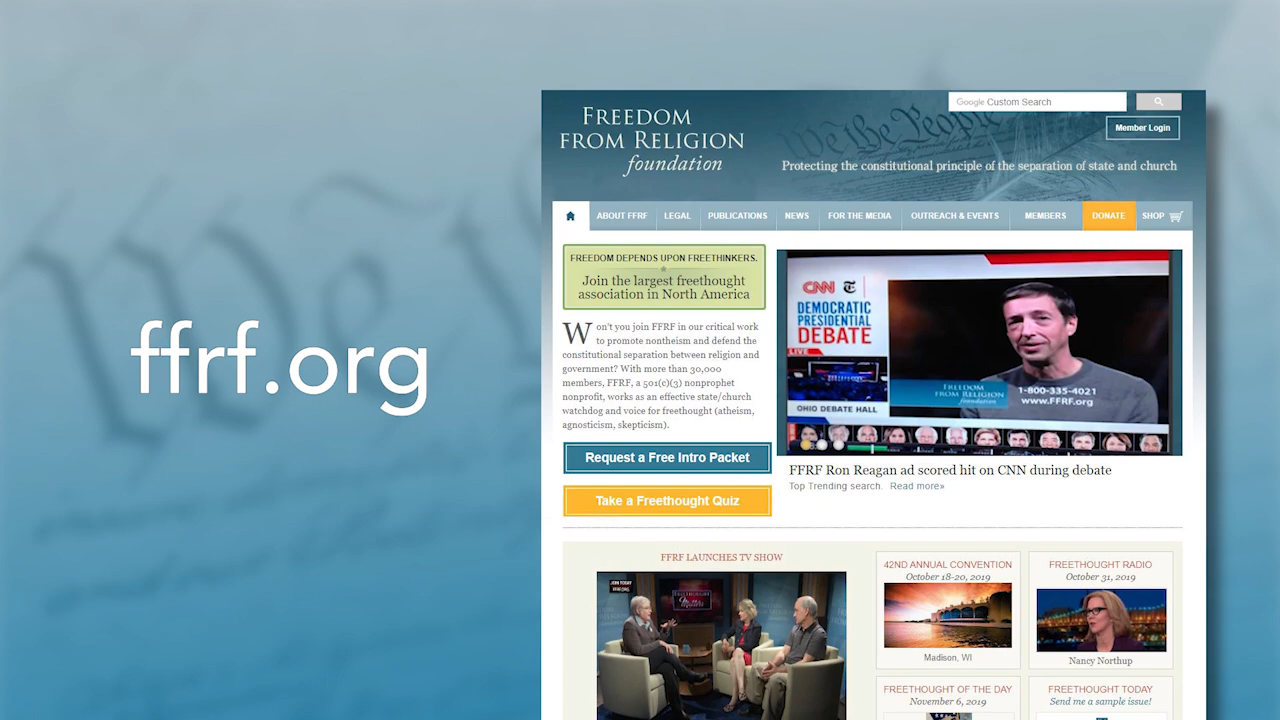 ffrf.org
FREEDOM
FROM RELIGION
foundation
We the People
Google Custom Search
Member Login
Protecting the constitutional principle of the separation of state and church
ABOUT FFRF
LEGAL
PUBLICATIONS
NEWS
FOR THE MEDIA
OUTREACH & EVENTS
MEMBERS
DONATE
SHOP
FREEDOM DEPENDS UPON FREETHINKERS.
Join the largest freethought
association in North America
Won't you join FFRF in our critical work
to promote nontheism and defend the
constitutional separation between religion and
government? With more than 30,000
members, FFRF, a 501(c)(3) nonprophet
nonprofit, works as an effective state/church
watchdog and voice for freethought (atheism,
agnosticism, skepticism).
Request a Free Intro Packet
Take a Freethought Quiz
CNN
DEMOCRATIC
PRESIDENTIAL
DEBATE
LIVE
OHIO DEBATE HALL
FREEDOM
FROM RELIGION
foundation
1-800-335-4021
www.FFRF.org
FFRF Ron Reagan ad scored hit on CNN during debate
Top Trending search. Read more»
FFRF LAUNCHES TV SHOW
JOIN TODAY
FFRF.ORG
FREETHOUGHT
42ND ANNUAL CONVENTION
October 18-20, 2019
Madison, WI
FREETHOUGHT RADIO
October 31, 2019
Nancy Northup
FREETHOUGHT OF THE DAY
November 6, 2019
FREETHOUGHT TODAY
Send me a sample issue!